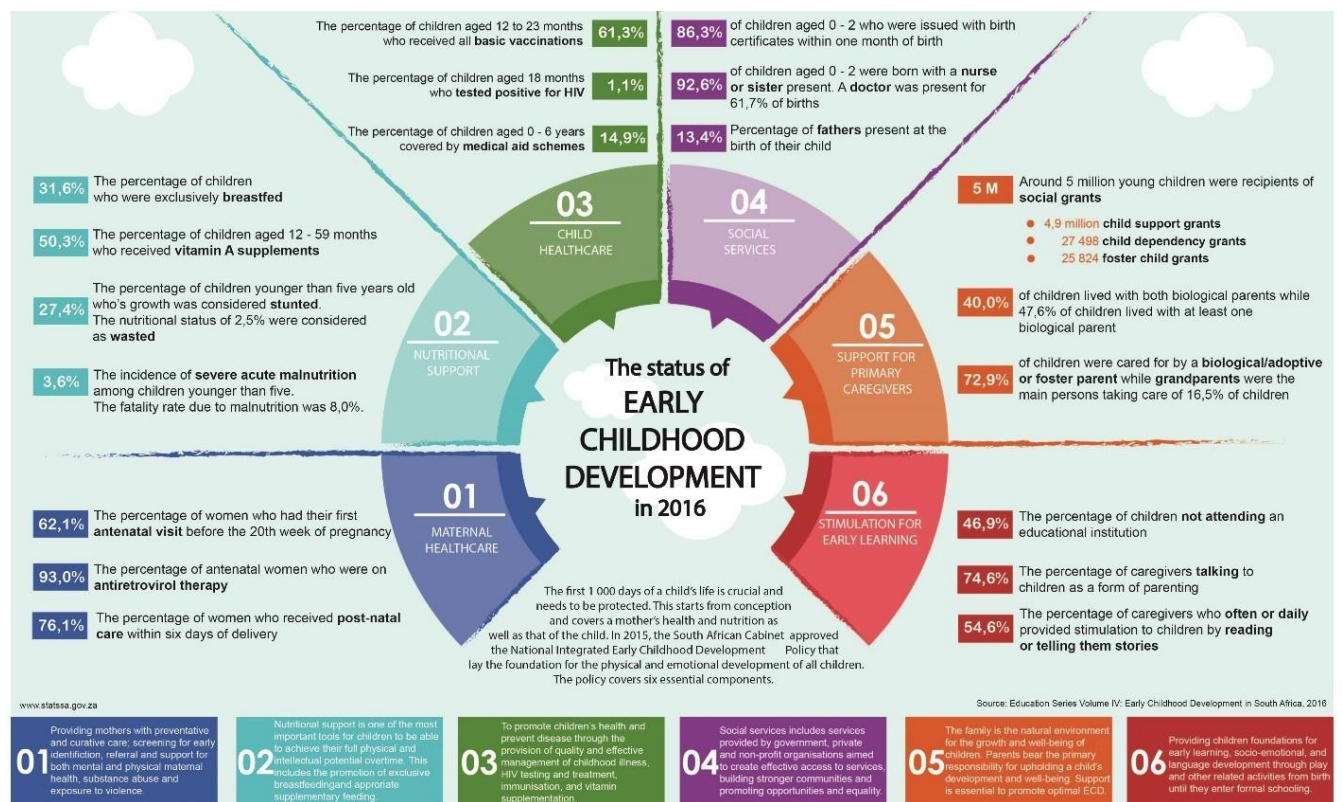 The percentage of children aged 12 to 23 months
who received all basic vaccinations
61,3%
The percentage of children aged 18 months
who tested positive for HIV
1,1%
The percentage of children aged 0 - 6 years
covered by medical aid schemes
14,9%
86,3%
of children aged 0 - 2 who were issued with birth
certificates within one month of birth
92,6%
of children aged 0 - 2 were born with a nurse
or sister present. A doctor was present for
61,7% of births
13,4%
Percentage of fathers present at the
birth of their child
31,6%
The percentage of children
who were exclusively breastfed
50,3%
The percentage of children aged 12 - 59 months
who received vitamin A supplements
27,4%
The percentage of children younger than five years old
who's growth was considered stunted.
The nutritional status of 2,5% were considered
as wasted
3,6%
The incidence of severe acute malnutrition
among children younger than five.
The fatality rate due to malnutrition was 8,0%.
03
CHILD
HEALTHCARE
04
SOCIAL
SERVICES
02
NUTRITIONAL
SUPPORT
05
SUPPORT FOR
PRIMARY
CAREGIVERS
01
MATERNAL
HEALTHCARE
06
STIMULATION FOR
EARLY LEARNING
The status of
EARLY
CHILDHOOD
DEVELOPMENT
in 2016
5 M
Around 5 million young children were recipients of
social grants
4,9 million child support grants
27 498 child dependency grants
25 824 foster child grants
40,0%
of children lived with both biological parents while
47,6% of children lived with at least one
biological parent
72,9%
of children were cared for by a biological/adoptive
or foster parent while grandparents were the
main persons taking care of 16,5% of children
62,1%
The percentage of women who had their first
antenatal visit before the 20th week of pregnancy
93,0%
The percentage of antenatal women who were on
antiretrovirol therapy
76,1%
The percentage of women who received post-natal
care within six days of delivery
46,9%
The percentage of children not attending an
educational institution
74,6%
The percentage of caregivers talking to
children as a form of parenting
54,6%
The percentage of caregivers who often or daily
provided stimulation to children by reading
or telling them stories
The first 1 000 days of a child's life is crucial and
needs to be protected. This starts from conception
and covers a mother's health and nutrition as
well as that of the child. In 2015, the South African Cabinet approved
the National Integrated Early Childhood Development Policy that
lay the foundation for the physical and emotional development of all children.
The policy covers six essential components.
www.statssa.gov.za
Source: Education Series Volume IV: Early Childhood Development in South Africa, 2016
01
Providing mothers with preventative
and curative care; screening for early
identification, referral and support for
both mental and physical maternal
health, substance abuse and
exposure to violence.
02
Nutritional support is one of the most
important tools for children to be able
to achieve their full physical and
intellectual potential overtime. This
includes the promotion of exclusive
breastfeedingand approriate
supplementary feeding.
03
To promote children's health and
prevent disease through the
provision of quality and effective
management of childhood illness,
HIV testing and treatment,
immunisation, and vitamin
supplementation.
04
Social services includes services
provided by government, private
and non-profit organisations aimed
to create effective access to services,
building stronger communities and
promoting opportunities and equality.
05
The family is the natural environment
for the growth and well-being of
children. Parents bear the primary
responsibility for upholding a child's
development and well-being. Support
is essential to promote optimal ECD.
06
Providing children foundations for
early learning, socio-emotional, and
language development through play
and other related activities from birth
until they enter formal schooling.